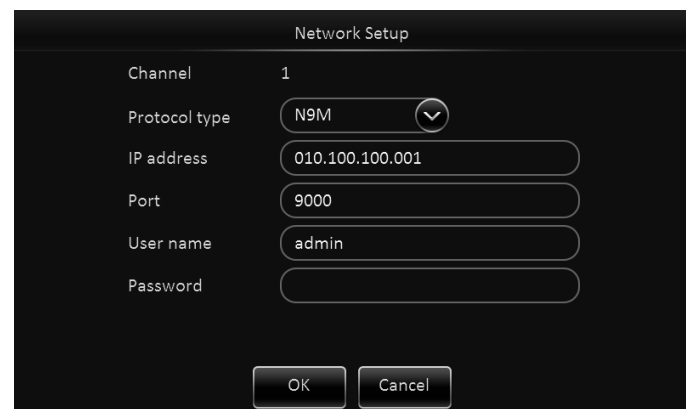 Network Setup
Channel 1
Protocol type N9M
IP address 010.100.100.001
Port 9000
User name admin
Password
OK Cancel